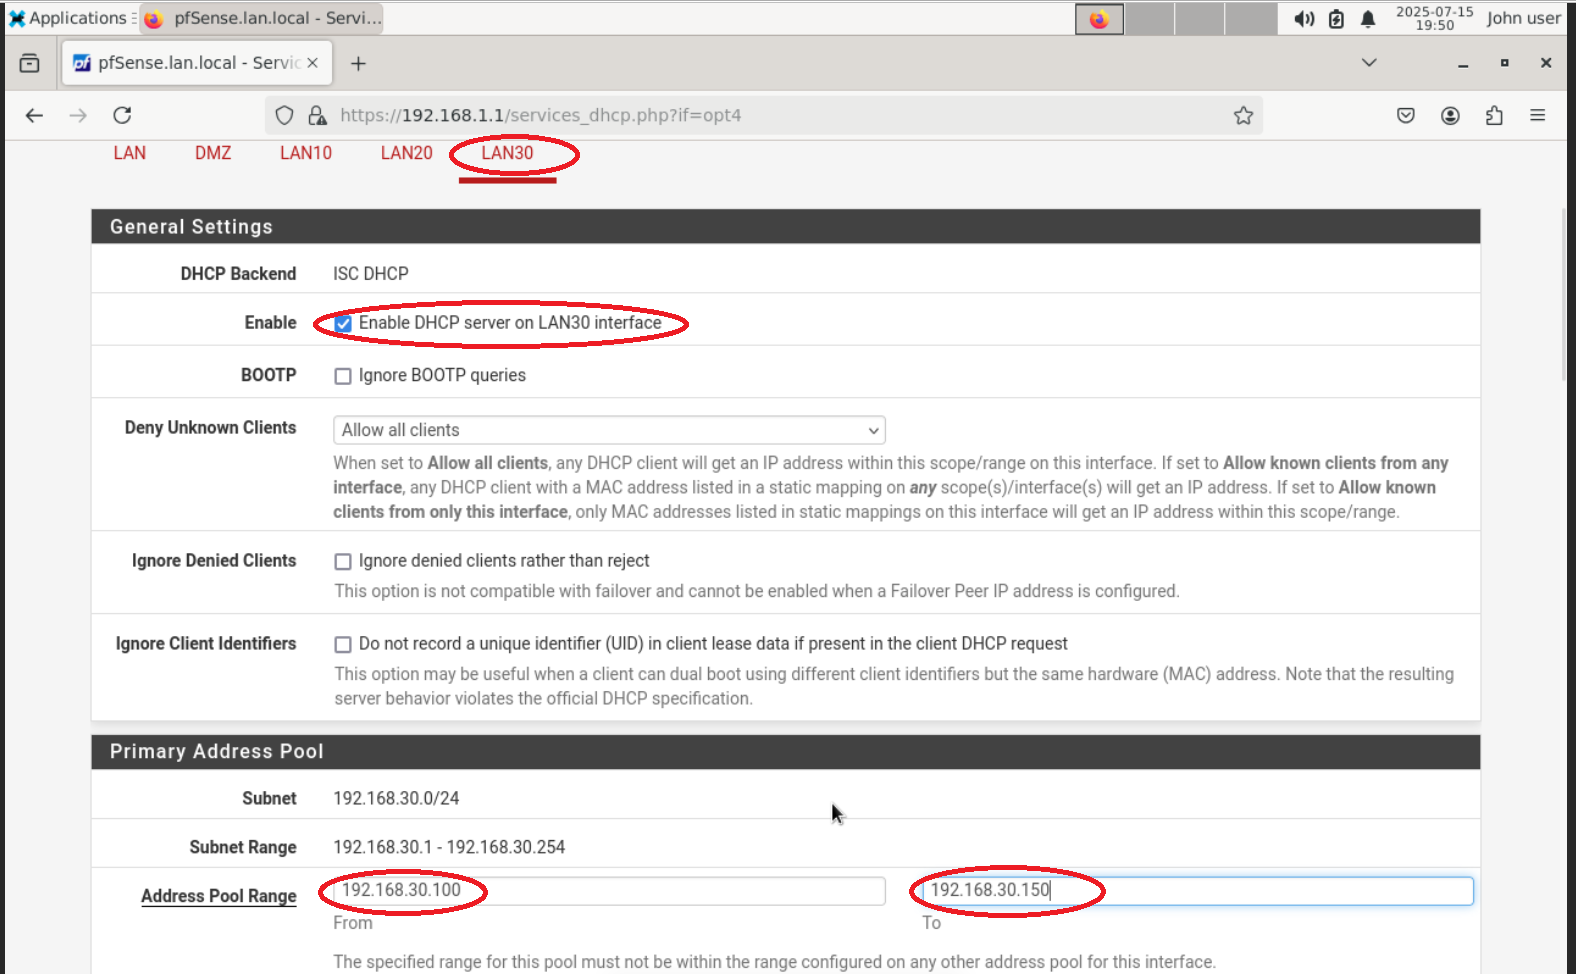 Applications
pfSense.lan.local - Servi...
2025-07-15
19:50
John user
pfSense.lan.local - Servic
https://192.168.1.1/services_dhcp.php?if=opt4
LAN DMZ LAN10 LAN20 LAN30
General Settings
DHCP Backend ISC DHCP
Enable Enable DHCP server on LAN30 interface
BOOTP Ignore BOOTP queries
Deny Unknown Clients Allow all clients
When set to Allow all clients, any DHCP client will get an IP address within this scope/range on this interface. If set to Allow known clients from any
interface, any DHCP client with a MAC address listed in a static mapping on any scope(s)/interface(s) will get an IP address. If set to Allow known
clients from only this interface, only MAC addresses listed in static mappings on this interface will get an IP address within this scope/range.
Ignore Denied Clients Ignore denied clients rather than reject
This option is not compatible with failover and cannot be enabled when a Failover Peer IP address is configured.
Ignore Client Identifiers Do not record a unique identifier (UID) in client lease data if present in the client DHCP request
This option may be useful when a client can dual boot using different client identifiers but the same hardware (MAC) address. Note that the resulting
server behavior violates the official DHCP specification.
Primary Address Pool
Subnet 192.168.30.0/24
Subnet Range 192.168.30.1 - 192.168.30.254
Address Pool Range 192.168.30.100 192.168.30.150
From To
The specified range for this pool must not be within the range configured on any other address pool for this interface.